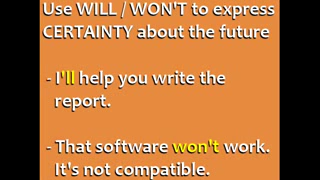 Use WILL / WON'T to express
CERTAINTY about the future
- I'll help you write the
report.
- That software won't work.
It's not compatible.